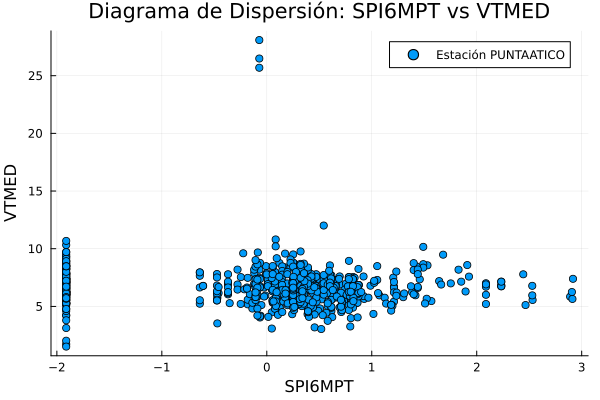 Diagrama de Dispersión: SPI6MPT vs VTMED
Estación PUNTAATICO
VTMED
25
20
15
10
5
−2
−1
0
1
2
3
SPI6MPT